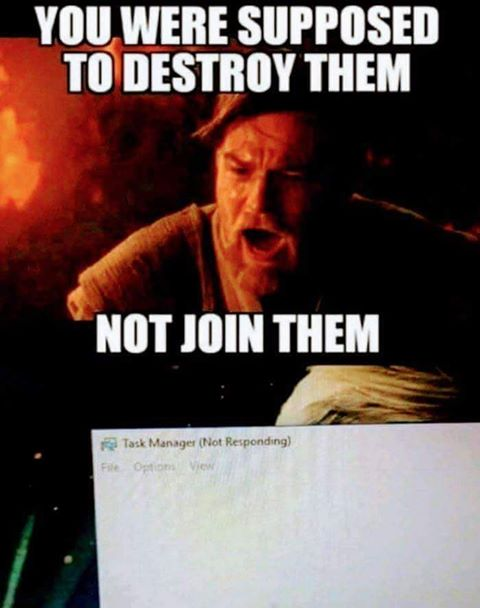 YOU WERE SUPPOSED
TO DESTROY THEM
NOT JOIN THEM
Task Manager (Not Responding)
File Options View